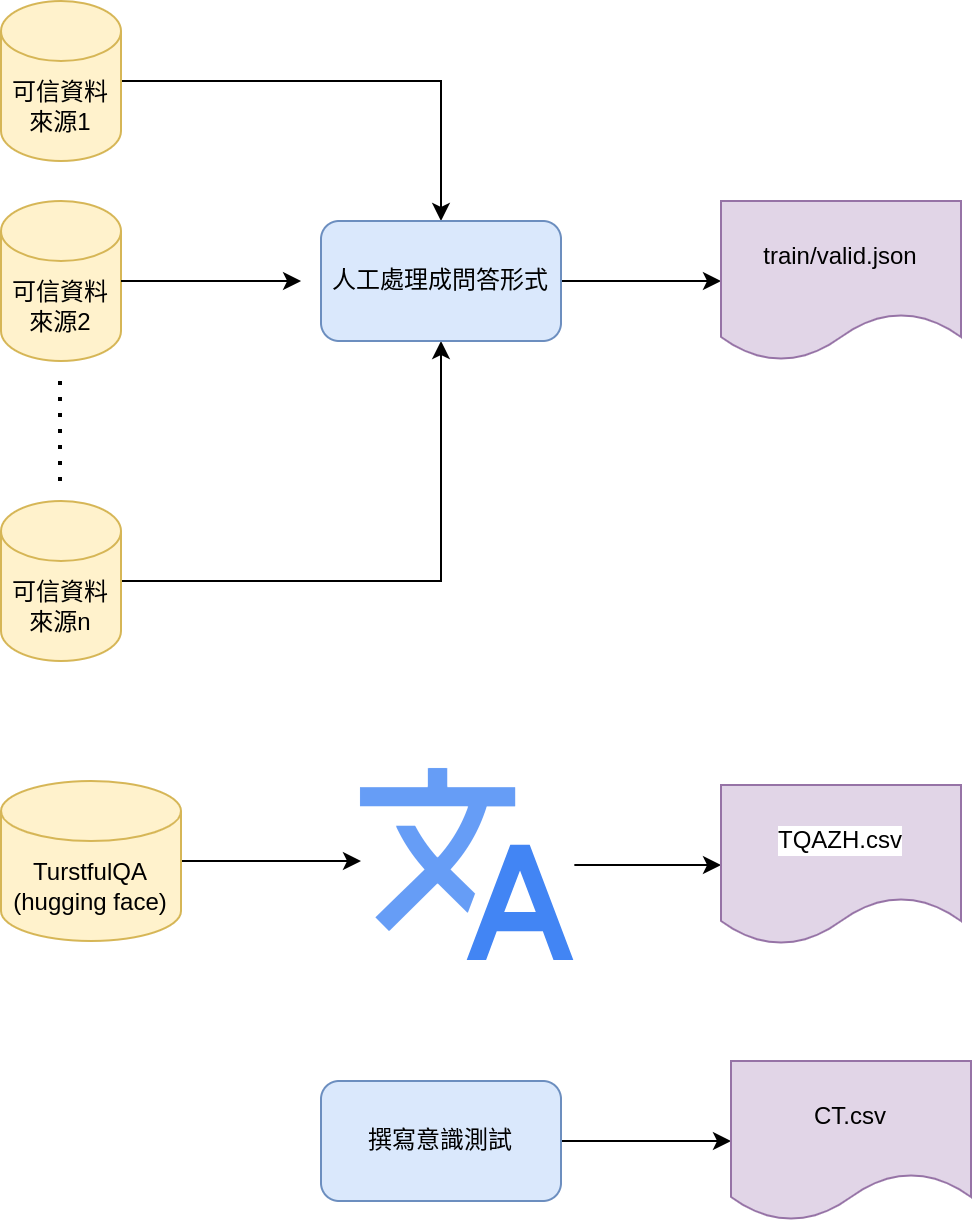 可信資料
來源1
可信資料
來源2
人工處理成問答形式
train/valid.json
可信資料
來源n
TurstfulQA
(hugging face)
文A
TQAZH.csv
撰寫意識測試
CT.csv